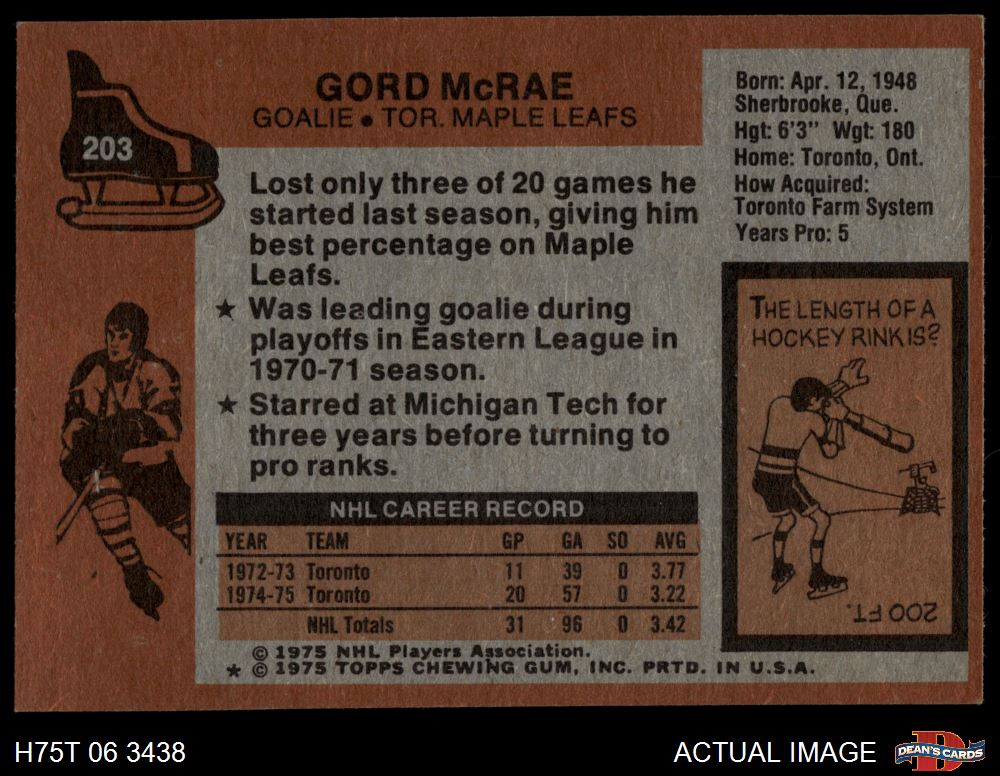 203
GORD McRAE
GOALIE • TOR. MAPLE LEAFS
Born: Apr. 12, 1948
Sherbrooke, Que.
Hgt: 6'3" Wgt: 180
Home: Toronto, Ont.
How Acquired:
Toronto Farm System
Years Pro: 5
Lost only three of 20 games he
started last season, giving him
best percentage on Maple
Leafs.
★ Was leading goalie during
playoffs in Eastern League in
1970-71 season.
★ Starred at Michigan Tech for
three years before turning to
pro ranks.
THE LENGTH OF A
HOCKEY RINK IS?
200 FT.
NHL CAREER RECORD
YEAR TEAM GP GA SO AVG
1972-73 Toronto 11 39 0 3.77
1974-75 Toronto 20 57 0 3.22
NHL Totals 31 96 0 3.42
© 1975 NHL Players Association.
★ © 1975 TOPPS CHEWING GUM, INC. PRTD. IN U.S.A.
H75T 06 3438
ACTUAL IMAGE
DEAN'S CARDS